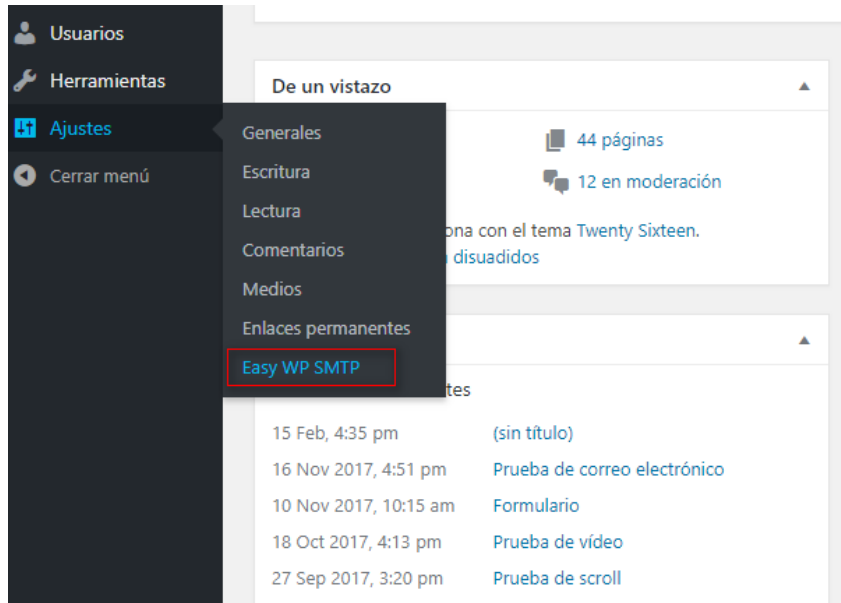 Usuarios
Herramientas
Ajustes
Cerrar menú
Generales
Escritura
Lectura
Comentarios
Medios
Enlaces permanentes
Easy WP SMTP
De un vistazo
44 páginas
12 en moderación
con el tema Twenty Sixteen.
disuadidos
15 Feb, 4:35 pm (sin título)
16 Nov 2017, 4:51 pm Prueba de correo electrónico
10 Nov 2017, 10:15 am Formulario
18 Oct 2017, 4:13 pm Prueba de vídeo
27 Sep 2017, 3:20 pm Prueba de scroll